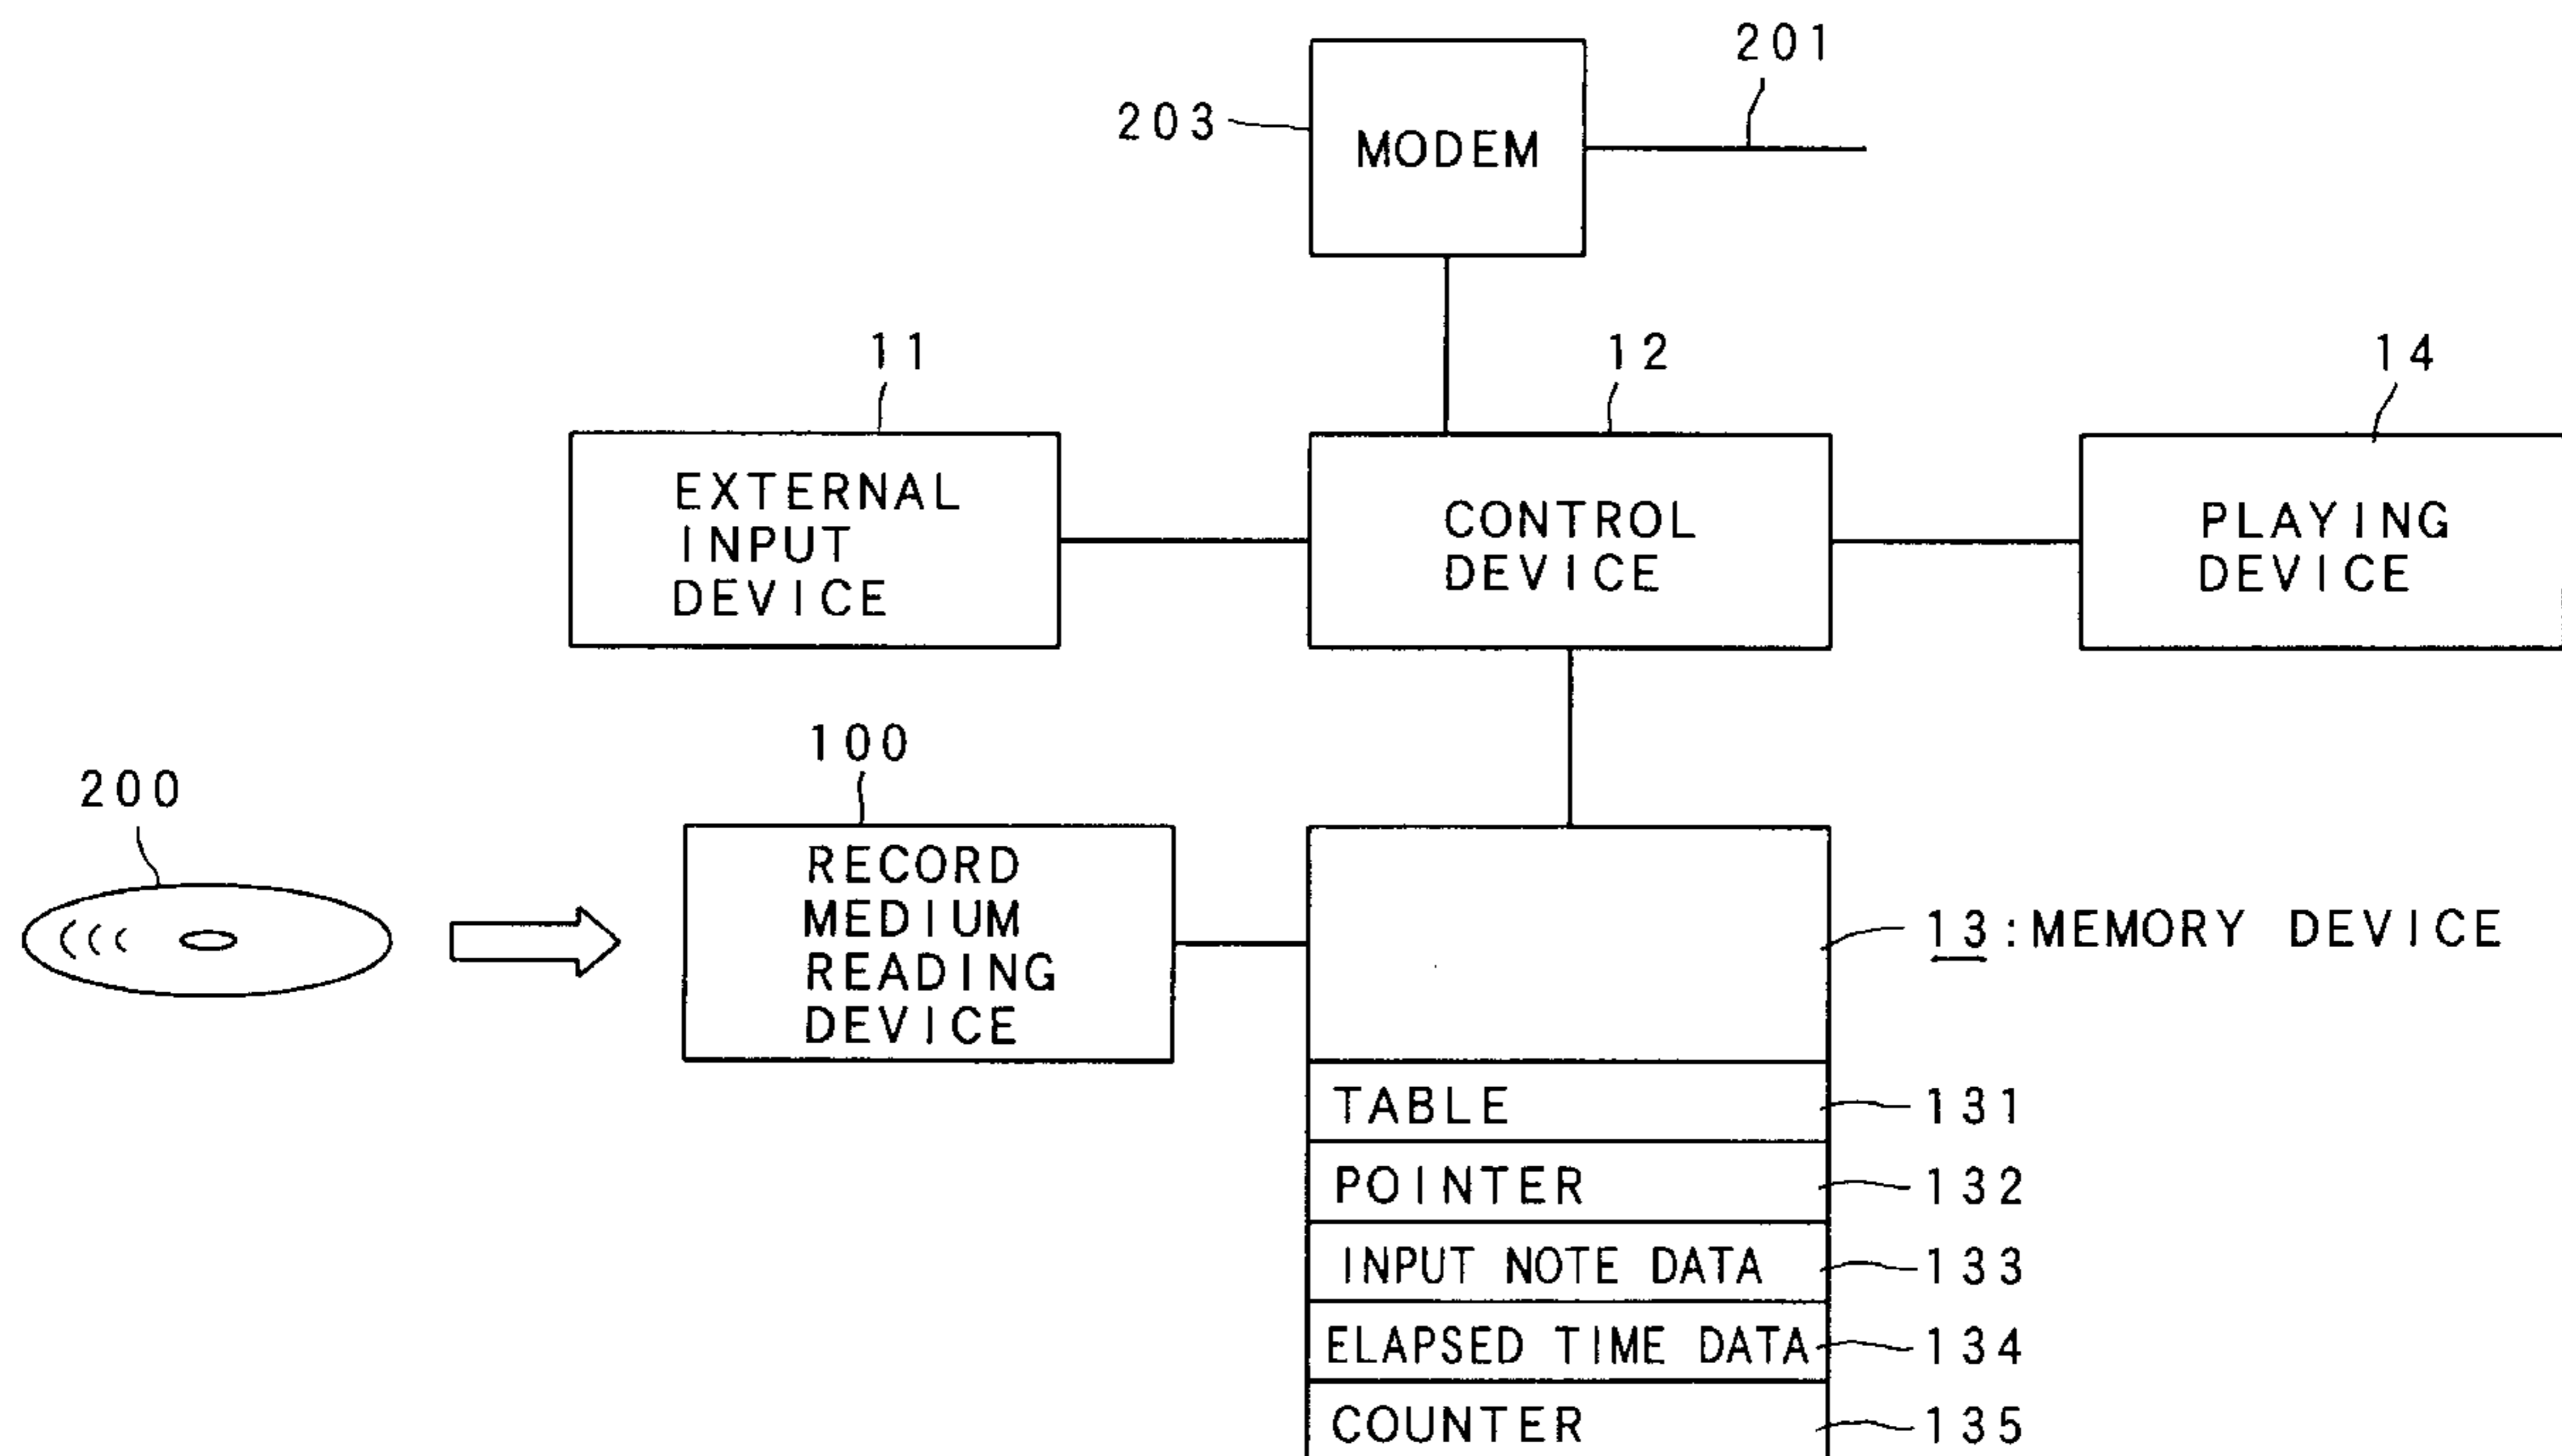 201
203
MODEM
11
12
14
EXTERNAL
INPUT
DEVICE
CONTROL
DEVICE
PLAYING
DEVICE
100
200
RECORD
MEDIUM
READING
DEVICE
13:MEMORY DEVICE
TABLE
131
POINTER
132
INPUT NOTE DATA
133
ELAPSED TIME DATA
134
COUNTER
135